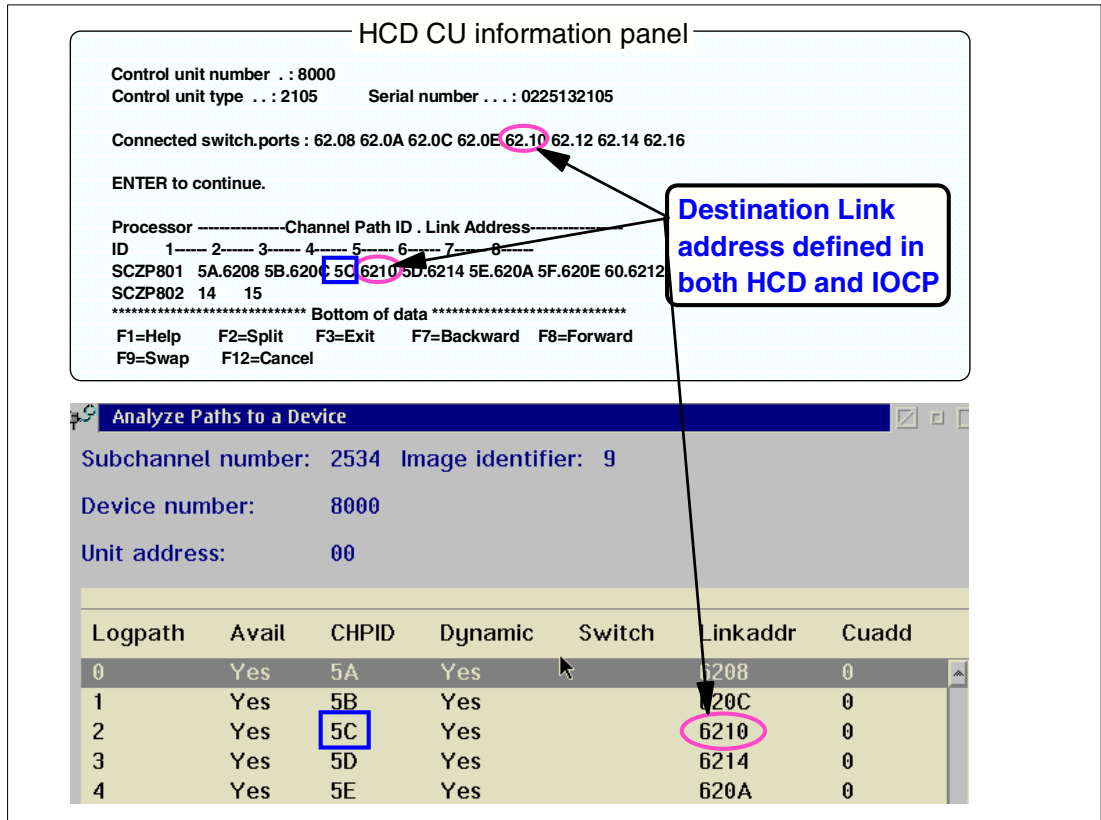 HCD CU information panel
Control unit number . : 8000
Control unit type . . : 2105 Serial number . . . : 0225132105
Connected switch.ports : 62.08 62.0A 62.0C 62.0E 62.10 62.12 62.14 62.16
ENTER to continue.
Processor ---------------Channel Path ID . Link Address----------------
ID 1------ 2------ 3------ 4------ 5------ 6------ 7------ 8------
SCZP801 5A.6208 5B.620C 5C.6210 5D.6214 5E.620A 5F.620E 60.6212
SCZP802 14 15
****************************** Bottom of data ******************************
F1=Help F2=Split F3=Exit F7=Backward F8=Forward
F9=Swap F12=Cancel
Destination Link
address defined in
both HCD and IOCP
Analyze Paths to a Device
Subchannel number: 2534 Image identifier: 9
Device number: 8000
Unit address: 00
Logpath Avail CHPID Dynamic Switch Linkaddr Cuadd
0 Yes 5A Yes 6208 0
1 Yes 5B Yes 620C 0
2 Yes 5C Yes 6210 0
3 Yes 5D Yes 6214 0
4 Yes 5E Yes 620A 0